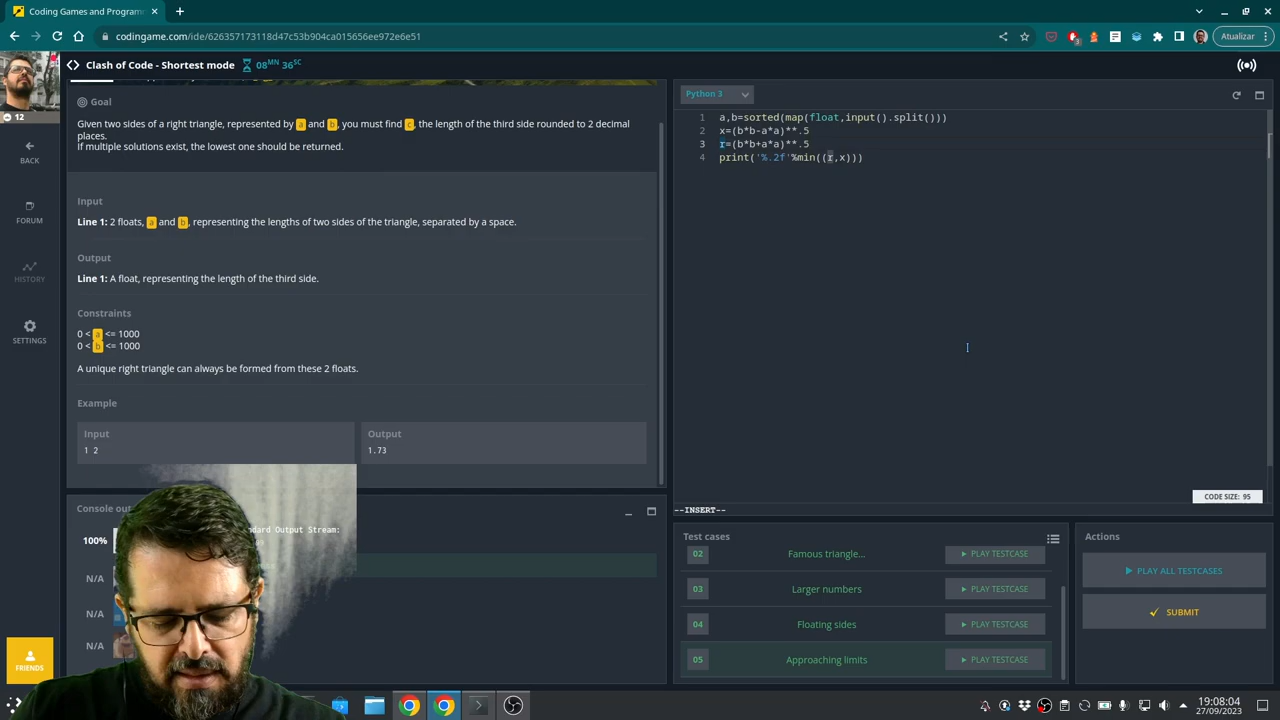 Coding Games and Programm
Atualizar
codingame.com/ide/626357173118d47c53b904ca015656ee972e6e51
Clash of Code - Shortest mode
08MN 36SC
12
BACK
FORUM
HISTORY
SETTINGS
FRIENDS
Goal
Given two sides of a right triangle, represented by a and b, you must find c, the length of the third side rounded to 2 decimal
places.
If multiple solutions exist, the lowest one should be returned.
Input
Line 1: 2 floats, a and b, representing the lengths of two sides of the triangle, separated by a space.
Output
Line 1: A float, representing the length of the third side.
Constraints
0 < a <= 1000
0 < b <= 1000
A unique right triangle can always be formed from these 2 floats.
Example
Input
1 2
Output
1.73
Console out
dard Output Stream:
100%
N/A
N/A
N/A
Python 3
1 a,b=sorted(map(float,input().split()))
2 x=(b*b-a*a)**.5
3 r=(b*b+a*a)**.5
4 print('%.2f'%min((r,x)))
CODE SIZE: 95
--INSERT--
Test cases
02 Famous triangle... PLAY TESTCASE
03 Larger numbers PLAY TESTCASE
04 Floating sides PLAY TESTCASE
05 Approaching limits PLAY TESTCASE
Actions
PLAY ALL TESTCASES
SUBMIT
19:08:04
27/09/2023